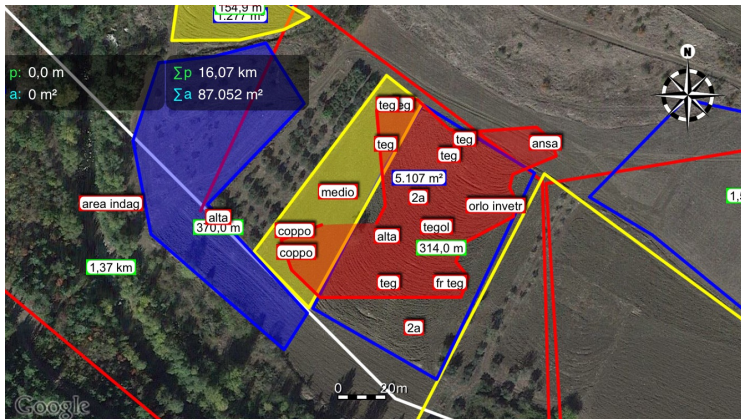 154,9 m
1.277 m²
p: 0,0 m
∑p 16,07 km
a: 0 m²
∑a 87.052 m²
N
teg
teg
teg
teg
teg
ansa
5.107 m²
medio
2a
orlo invetr
area indag
alta
370,0 m
coppo
coppo
alta
tegol
314,0 m
1,37 km
teg
fr teg
2a
0
20m
Google